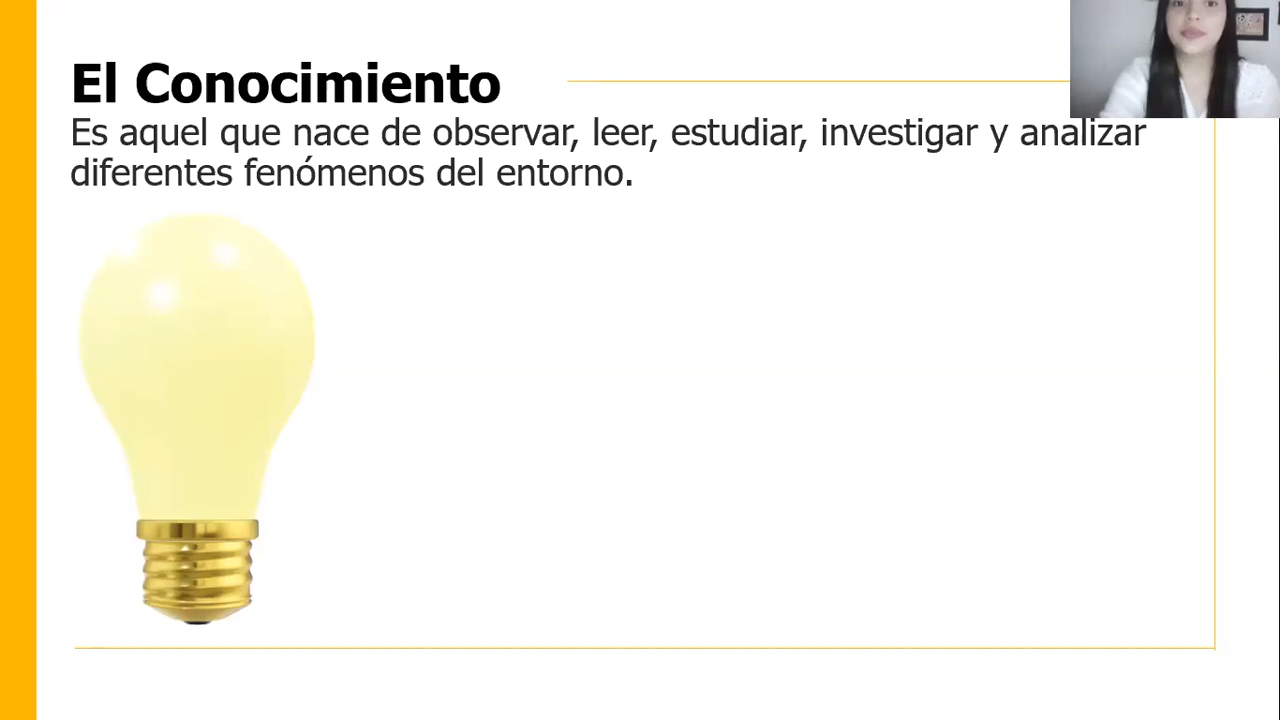 El Conocimiento
Es aquel que nace de observar, leer, estudiar, investigar y analizar
diferentes fenómenos del entorno.